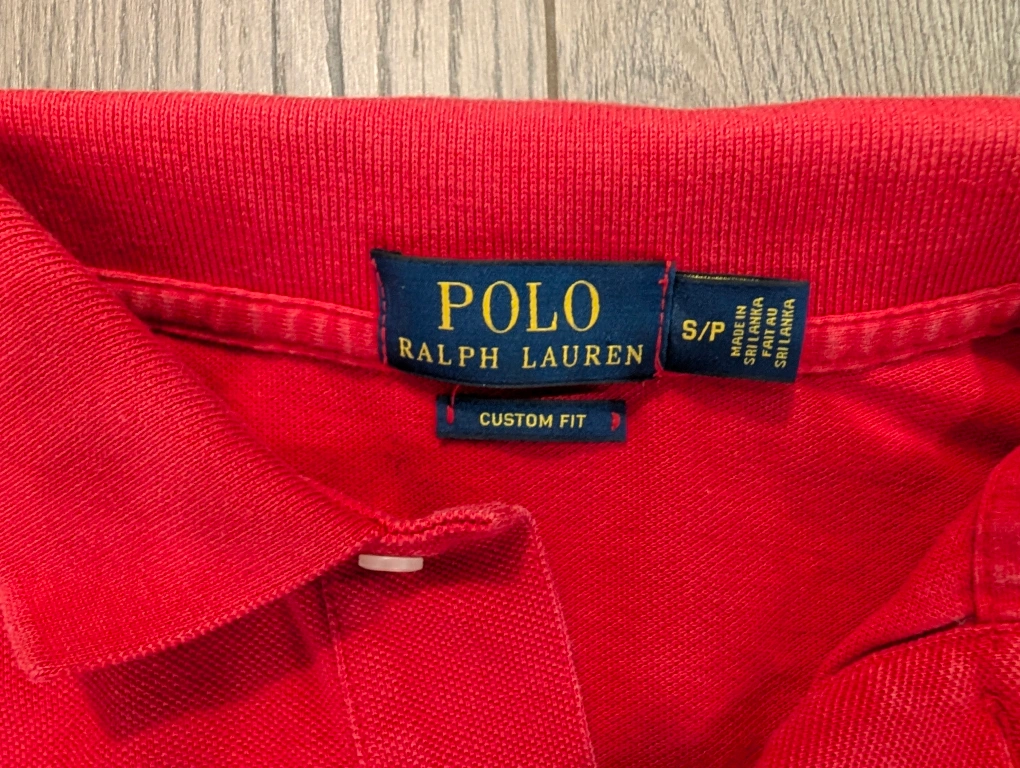 POLO
RALPH LAUREN
S/P
MADE IN
SRI LANKA
FAIT AU
SRI LANKA
CUSTOM FIT